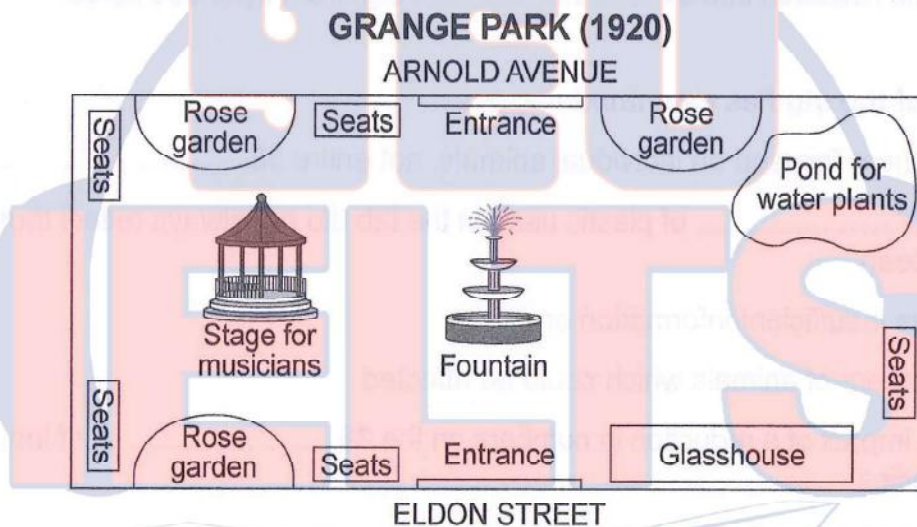 GRANGE PARK (1920)
ARNOLD AVENUE
Seats
Rose
garden
Seats
Entrance
Rose
garden
Pond for
water plants
Stage for
musicians
Fountain
Seats
Seats
Rose
garden
Seats
Entrance
Glasshouse
ELDON STREET
IELTS